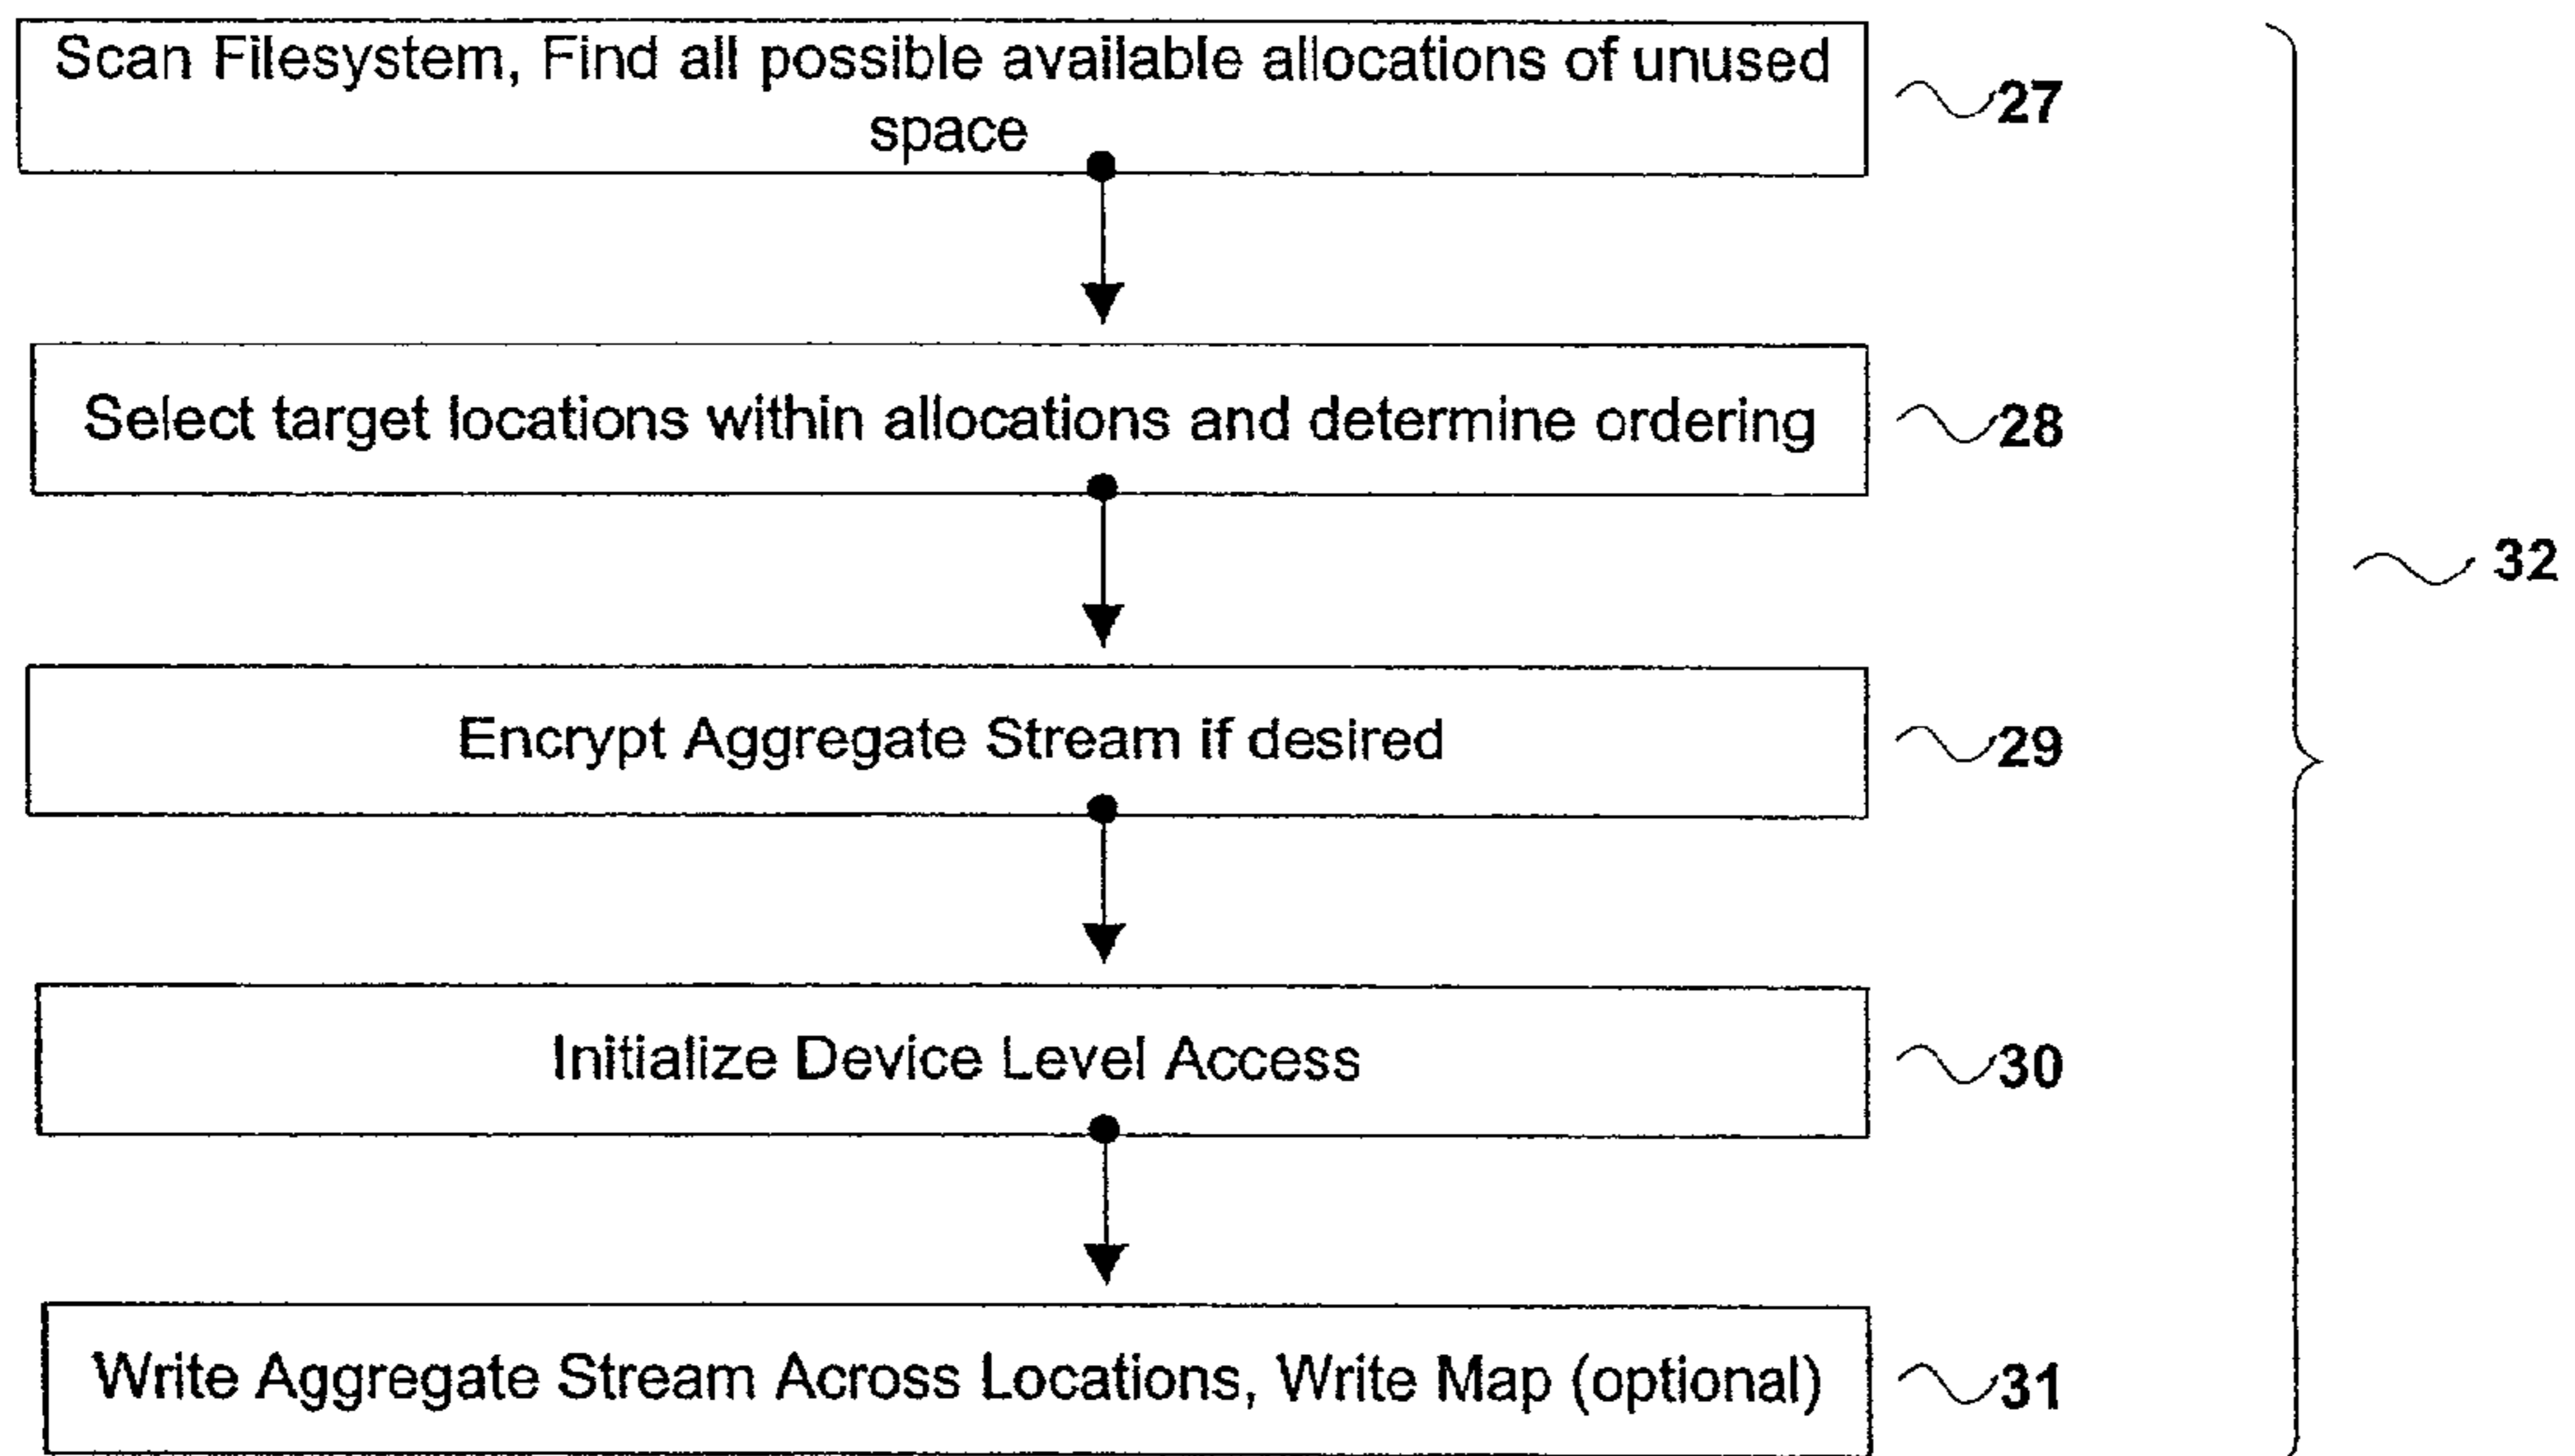 Scan Filesystem, Find all possible available allocations of unused
space
27
Select target locations within allocations and determine ordering
28
32
Encrypt Aggregate Stream if desired
29
Initialize Device Level Access
30
Write Aggregate Stream Across Locations, Write Map (optional)
31